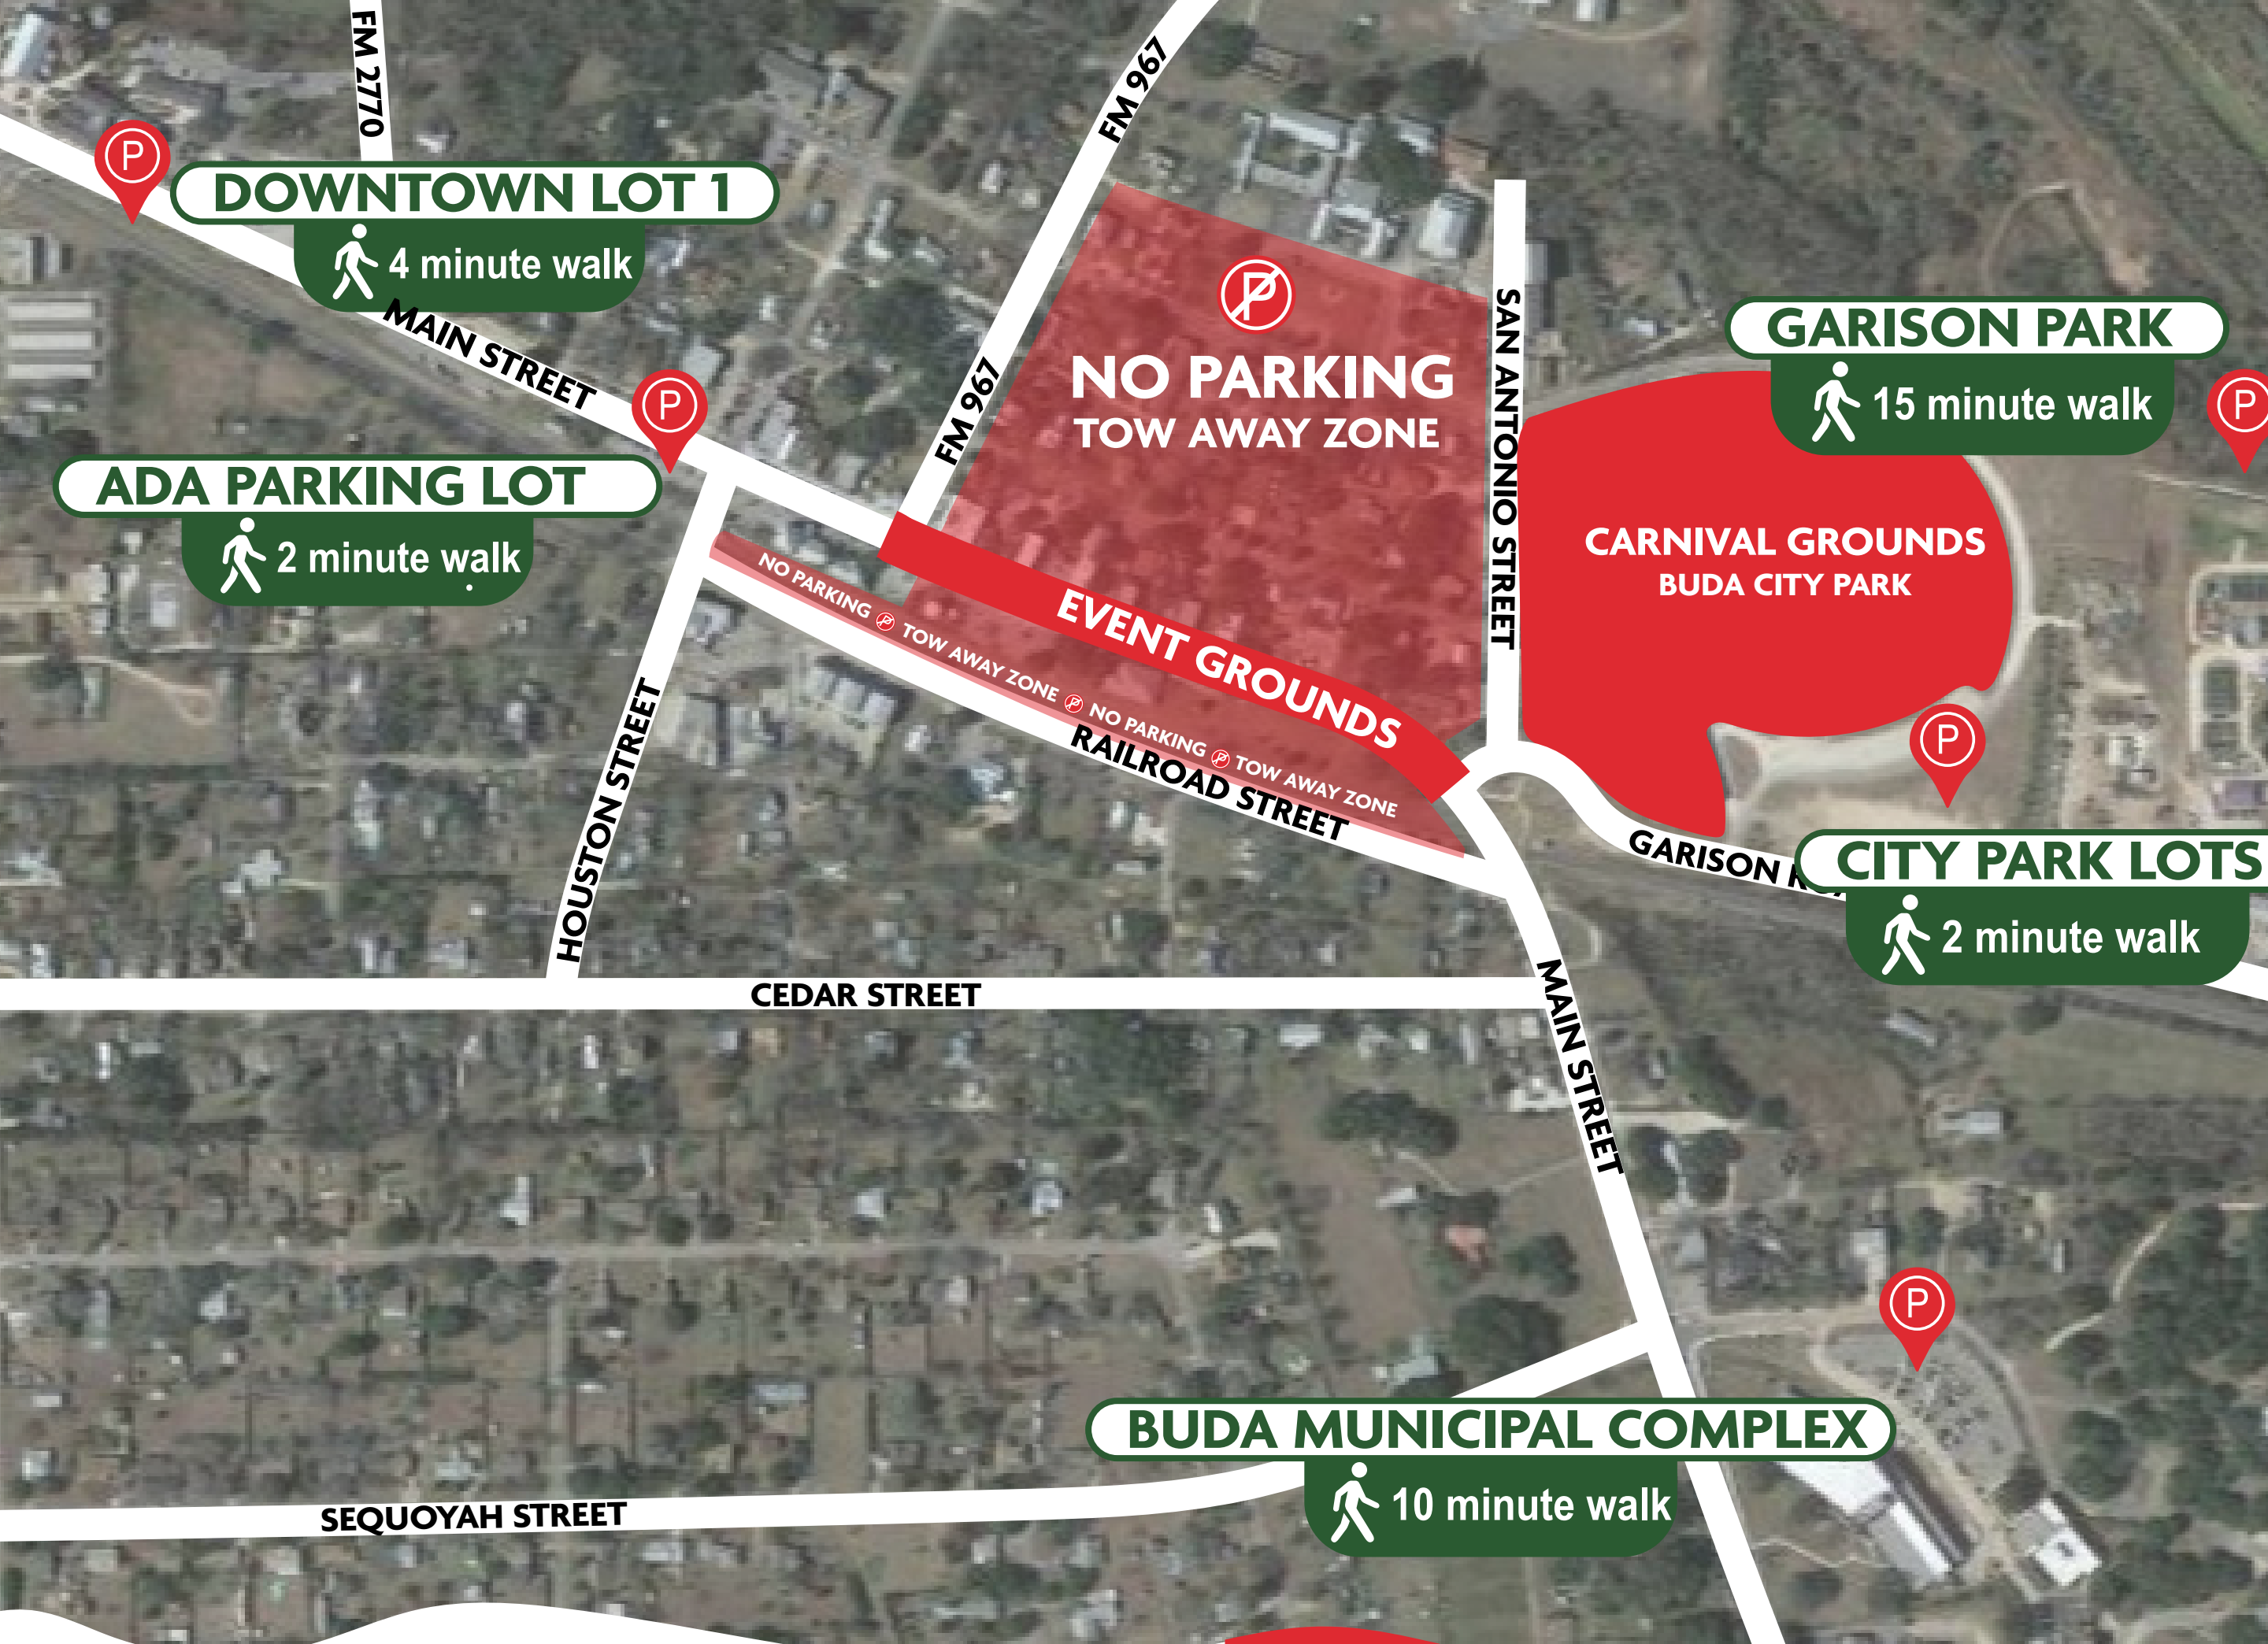 FM 2770
FM 967
P
DOWNTOWN LOT 1
4 minute walk
MAIN STREET
P
ADA PARKING LOT
2 minute walk
FM 967
P
NO PARKING
TOW AWAY ZONE
SAN ANTONIO STREET
GARISON PARK
15 minute walk
P
CARNIVAL GROUNDS
BUDA CITY PARK
EVENT GROUNDS
NO PARKING P TOW AWAY ZONE P NO PARKING P TOW AWAY ZONE
RAILROAD STREET
HOUSTON STREET
P
GARISON
CITY PARK LOTS
2 minute walk
CEDAR STREET
MAIN STREET
P
BUDA MUNICIPAL COMPLEX
10 minute walk
SEQUOYAH STREET